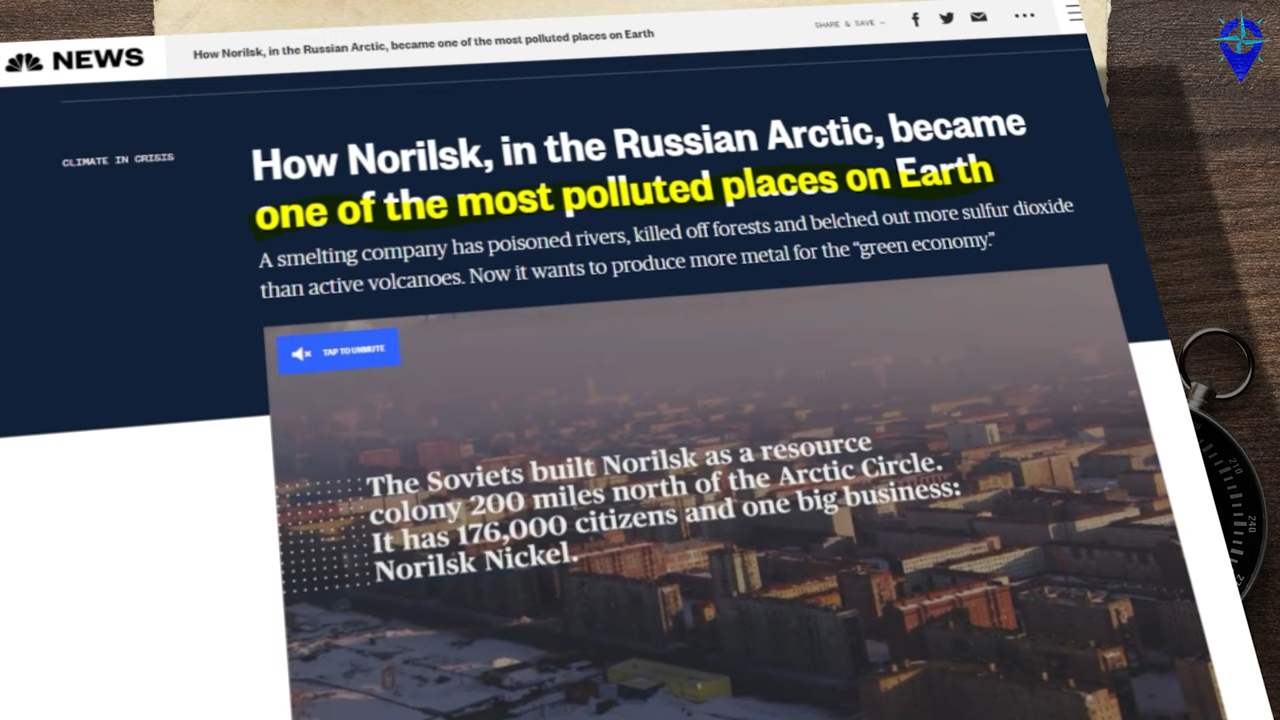 NEWS
How Norilsk, in the Russian Arctic, became one of the most polluted places on Earth
SHARE & SAVE —
CLIMATE IN CRISIS
How Norilsk, in the Russian Arctic, became
one of the most polluted places on Earth
A smelting company has poisoned rivers, killed off forests and belched out more sulfur dioxide
than active volcanoes. Now it wants to produce more metal for the “green economy.”
TAP TO UNMUTE
The Soviets built Norilsk as a resource
colony 200 miles north of the Arctic Circle.
It has 176,000 citizens and one big business:
Norilsk Nickel.
210
240